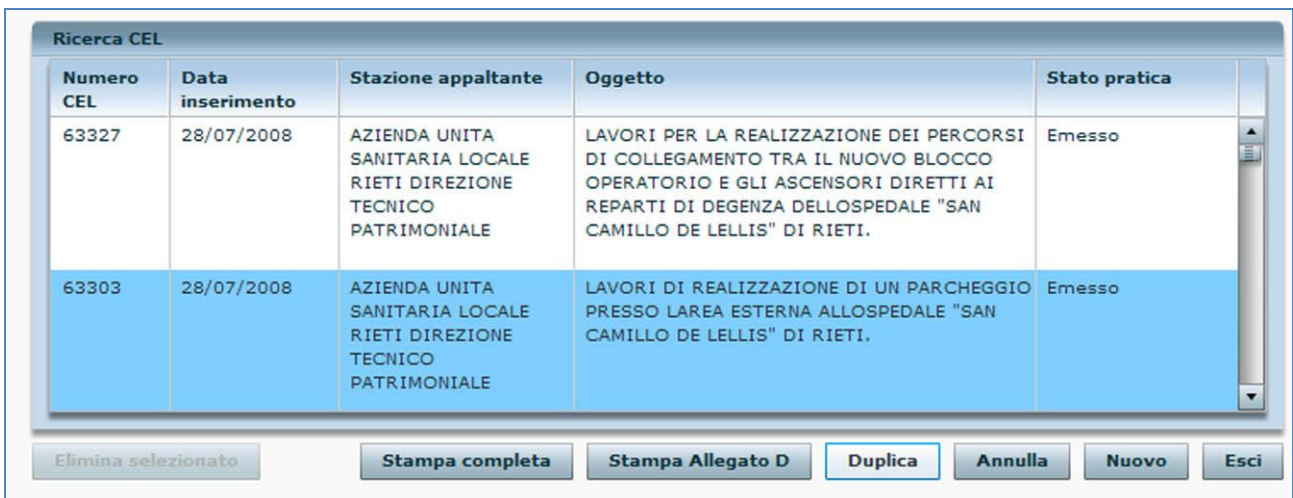 Ricerca CEL
Numero CEL
Data inserimento
Stazione appaltante
Oggetto
Stato pratica
63327
28/07/2008
AZIENDA UNITA
SANITARIA LOCALE
RIETI DIREZIONE
TECNICO
PATRIMONIALE
LAVORI PER LA REALIZZAZIONE DEI PERCORSI
DI COLLEGAMENTO TRA IL NUOVO BLOCCO
OPERATORIO E GLI ASCENSORI DIRETTI AI
REPARTI DI DEGENZA DELLOSPEDALE "SAN
CAMILLO DE LELLIS" DI RIETI.
Emesso
63303
28/07/2008
AZIENDA UNITA
SANITARIA LOCALE
RIETI DIREZIONE
TECNICO
PATRIMONIALE
LAVORI DI REALIZZAZIONE DI UN PARCHEGGIO
PRESSO LAREA ESTERNA ALLOSPEDALE "SAN
CAMILLO DE LELLIS" DI RIETI.
Emesso
Elimina selezionato
Stampa completa
Stampa Allegato D
Duplica
Annulla
Nuovo
Esci